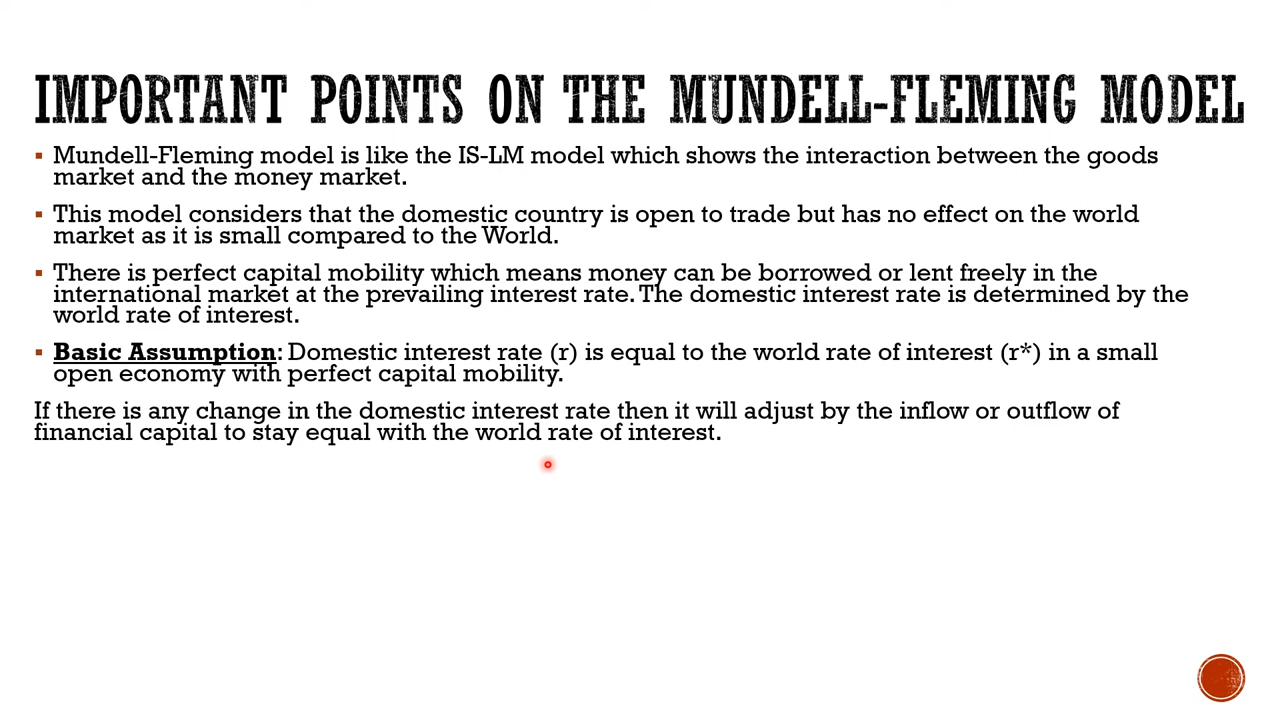 IMPORTANT POINTS ON THE MUNDELL-FLEMING MODEL
▪ Mundell-Fleming model is like the IS-LM model which shows the interaction between the goods
market and the money market.
▪ This model considers that the domestic country is open to trade but has no effect on the world
market as it is small compared to the World.
▪ There is perfect capital mobility which means money can be borrowed or lent freely in the
international market at the prevailing interest rate. The domestic interest rate is determined by the
world rate of interest.
▪ Basic Assumption: Domestic interest rate (r) is equal to the world rate of interest (r*) in a small
open economy with perfect capital mobility.
If there is any change in the domestic interest rate then it will adjust by the inflow or outflow of
financial capital to stay equal with the world rate of interest.